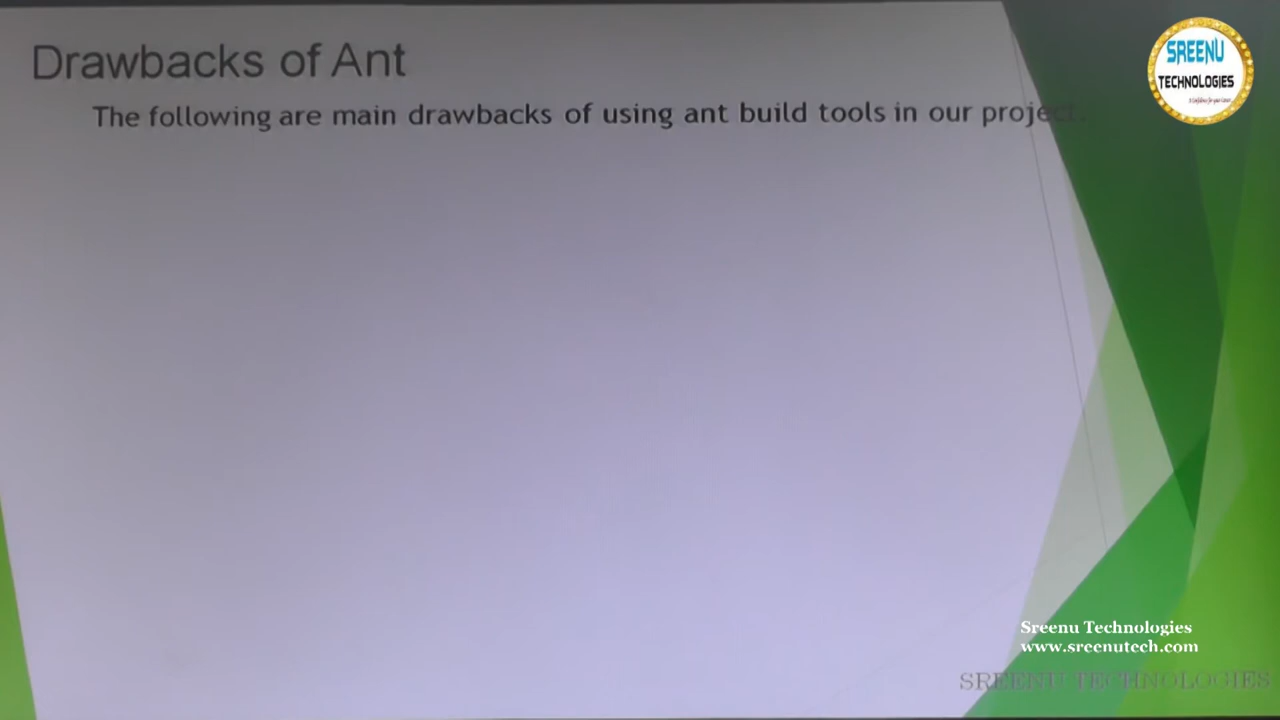 Drawbacks of Ant
The following are main drawbacks of using ant build tools in our project.
SREENU
TECHNOLOGIES
Sreenu Technologies
www.sreenutech.com
SREENU TECHNOLOGIES